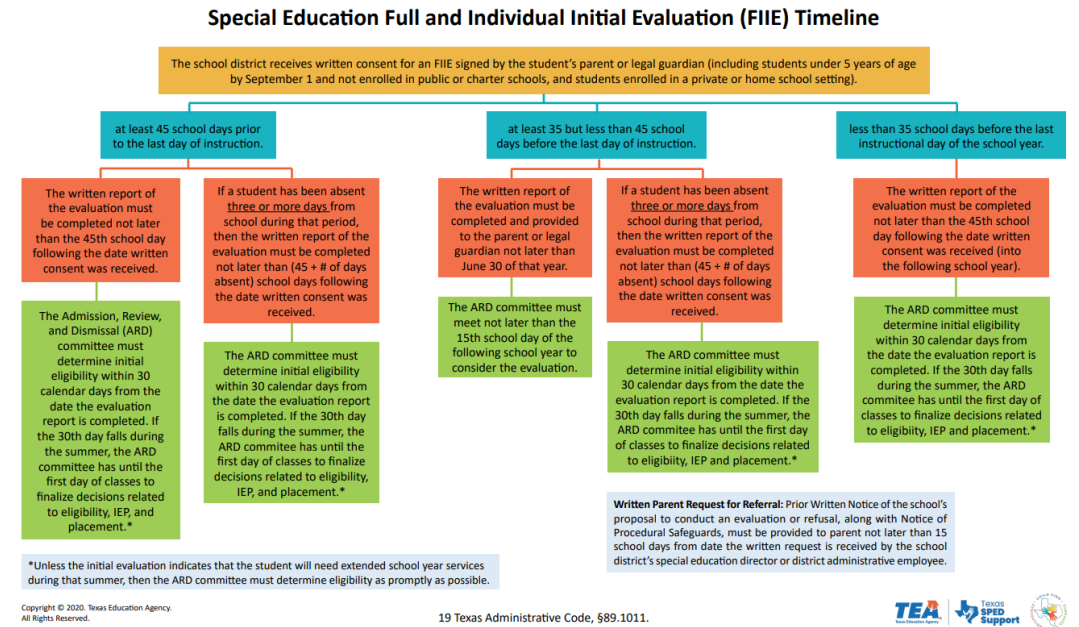 Special Education Full and Individual Initial Evaluation (FIIE) Timeline
The school district receives written consent for an FIIE signed by the student's parent or legal guardian (including students under 5 years of age
by September 1 and not enrolled in public or charter schools, and students enrolled in a private or home school setting).
at least 45 school days prior
to the last day of instruction.
The written report of
the evaluation must
be completed not later
than the 45th school day
following the date written
consent was received.
The Admission, Review,
and Dismissal (ARD)
committee must
determine initial
eligibility within 30
calendar days from the
date the evaluation
report is completed. If
the 30th day falls during
the summer, the ARD
committee has until the
first day of classes to
finalize decisions related
to eligibility, IEP, and
placement.*
If a student has been absent
three or more days from
school during that period,
then the written report of the
evaluation must be completed
not later than (45 + # of days
absent) school days following
the date written consent was
received.
The ARD committee must
determine initial eligibility
within 30 calendar days from
the date the evaluation report
is completed. If the 30th day
falls during the summer, the
ARD commitee has until the
first day of classes to finalize
decisions related to eligibility,
IEP, and placement.*
at least 35 but less than 45 school
days before the last day of instruction.
The written report of
the evaluation must be
completed and provided
to the parent or legal
guardian not later than
June 30 of that year.
The ARD committee must
meet not later than the
15th school day of the
following school year to
consider the evaluation.
If a student has been absent
three or more days from
school during that period,
then the written report of the
evaluation must be completed
not later than (45 + # of days
absent) school days following
the date written consent was
received.
The ARD committee must
determine initial eligibility within
30 calendar days from the date the
evaluation report is completed. If the
30th day falls during the summer, the
ARD commitee has until the first day
of classes to finalize decisions related
to eligibiity, IEP and placement.*
less than 35 school days before the last
instructional day of the school year.
The written report of the
evaluation must be completed
not later than the 45th school
day following the date written
consent was received (into
the following school year).
The ARD committee must
determine initial eligibility
within 30 calendar days from
the date the evaluation report is
completed. If the 30th day falls
during the summer, the ARD
commitee has until the first day of
classes to finalize decisions related
to eligibiity, IEP and placement.*
Written Parent Request for Referral: Prior Written Notice of the school's
proposal to conduct an evaluation or refusal, along with Notice of
Procedural Safeguards, must be provided to parent not later than 15
school days from date the written request is received by the school
district's special education director or district administrative employee.
*Unless the initial evaluation indicates that the student will need extended school year services
during that summer, then the ARD committee must determine eligibility as promptly as possible.
Copyright © 2020. Texas Education Agency.
All Rights Reserved.
19 Texas Administrative Code, §89.1011.
TEA
Texas Education Agency
Texas
SPED
Support